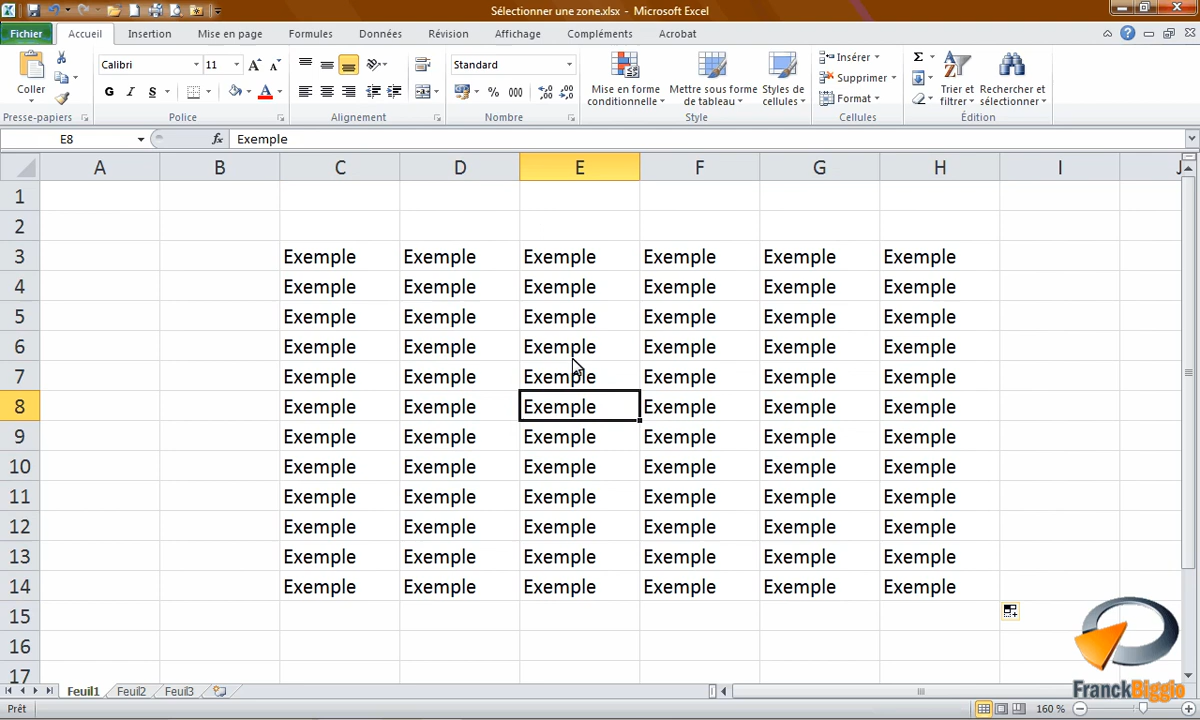 Sélectionner une zone.xlsx - Microsoft Excel
Fichier Accueil Insertion Mise en page Formules Données Révision Affichage Compléments Acrobat
Coller
Presse-papiers
Calibri 11
G I S
Police
Alignement
Standard
% 000
Nombre
Mise en forme conditionnelle
Mettre sous forme de tableau
Styles de cellules
Style
Insérer
Supprimer
Format
Cellules
Σ
Trier et filtrer
Rechercher et sélectionner
Édition
E8 fx Exemple
A B C D E F G H I J
1
2
3 Exemple Exemple Exemple Exemple Exemple Exemple
4 Exemple Exemple Exemple Exemple Exemple Exemple
5 Exemple Exemple Exemple Exemple Exemple Exemple
6 Exemple Exemple Exemple Exemple Exemple Exemple
7 Exemple Exemple Exemple Exemple Exemple Exemple
8 Exemple Exemple Exemple Exemple Exemple Exemple
9 Exemple Exemple Exemple Exemple Exemple Exemple
10 Exemple Exemple Exemple Exemple Exemple Exemple
11 Exemple Exemple Exemple Exemple Exemple Exemple
12 Exemple Exemple Exemple Exemple Exemple Exemple
13 Exemple Exemple Exemple Exemple Exemple Exemple
14 Exemple Exemple Exemple Exemple Exemple Exemple
15
16
17
FranckBiggio
Feuil1 Feuil2 Feuil3
Prêt 160 %